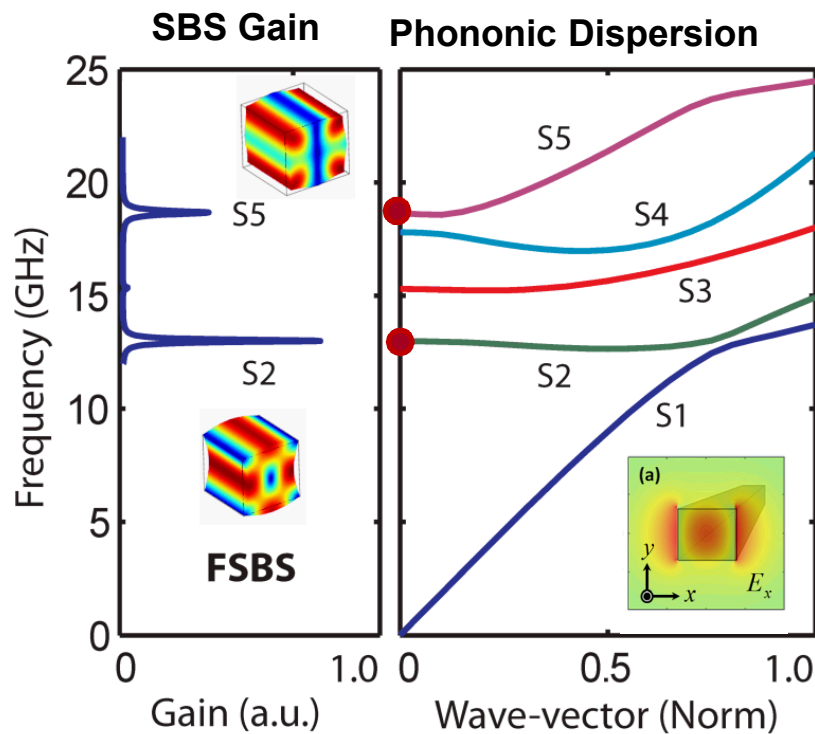 SBS Gain
Phononic Dispersion
Frequency (GHz)
25
20
15
10
5
0
S5
S2
FSBS
0
1.0
Gain (a.u.)
S5
S4
S3
S2
S1
(a)
y
x
E x
0
0.5
1.0
Wave-vector (Norm)